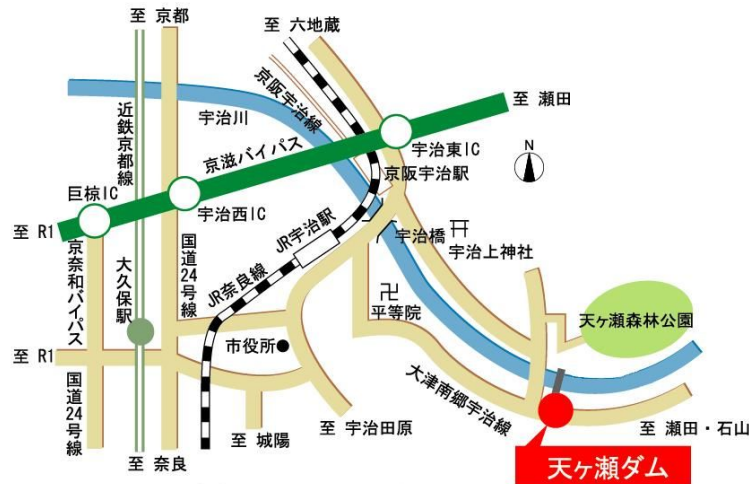 至 京都
至 六地蔵
京阪宇治線
至 瀬田
近鉄京都線
宇治川
京滋バイパス
宇治東IC
N
京阪宇治駅
巨椋IC
宇治西IC
至 R1
JR宇治駅
宇治橋
宇治上神社
京奈和バイパス
大久保駅
国道24号線
JR奈良線
平等院
天ヶ瀬森林公園
市役所
至 R1
大津南郷宇治線
国道24号線
至 城陽
至 宇治田原
至 瀬田・石山
至 奈良
天ヶ瀬ダム